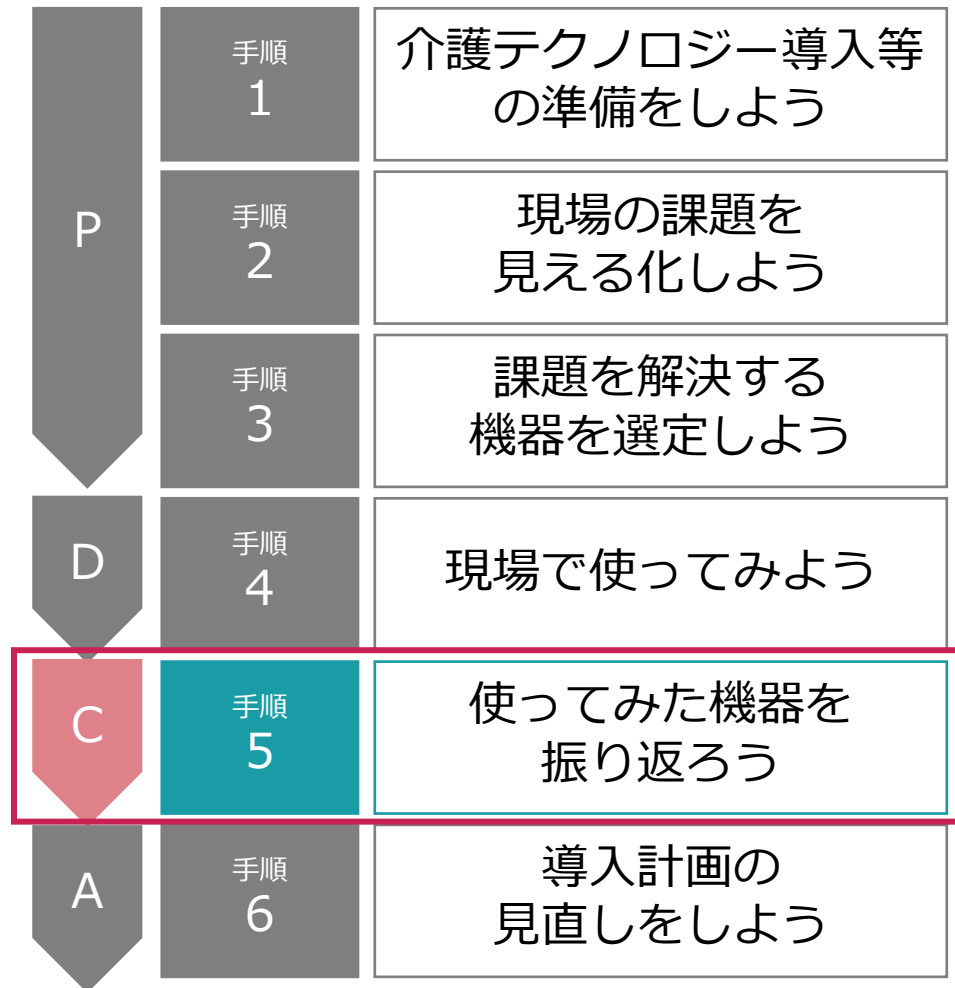 P
手順
1
介護テクノロジー導入等
の準備をしよう
手順
2
現場の課題を
見える化しよう
手順
3
課題を解決する
機器を選定しよう
D
手順
4
現場で使ってみよう
C
手順
5
使ってみた機器を
振り返ろう
A
手順
6
導入計画の
見直しをしよう